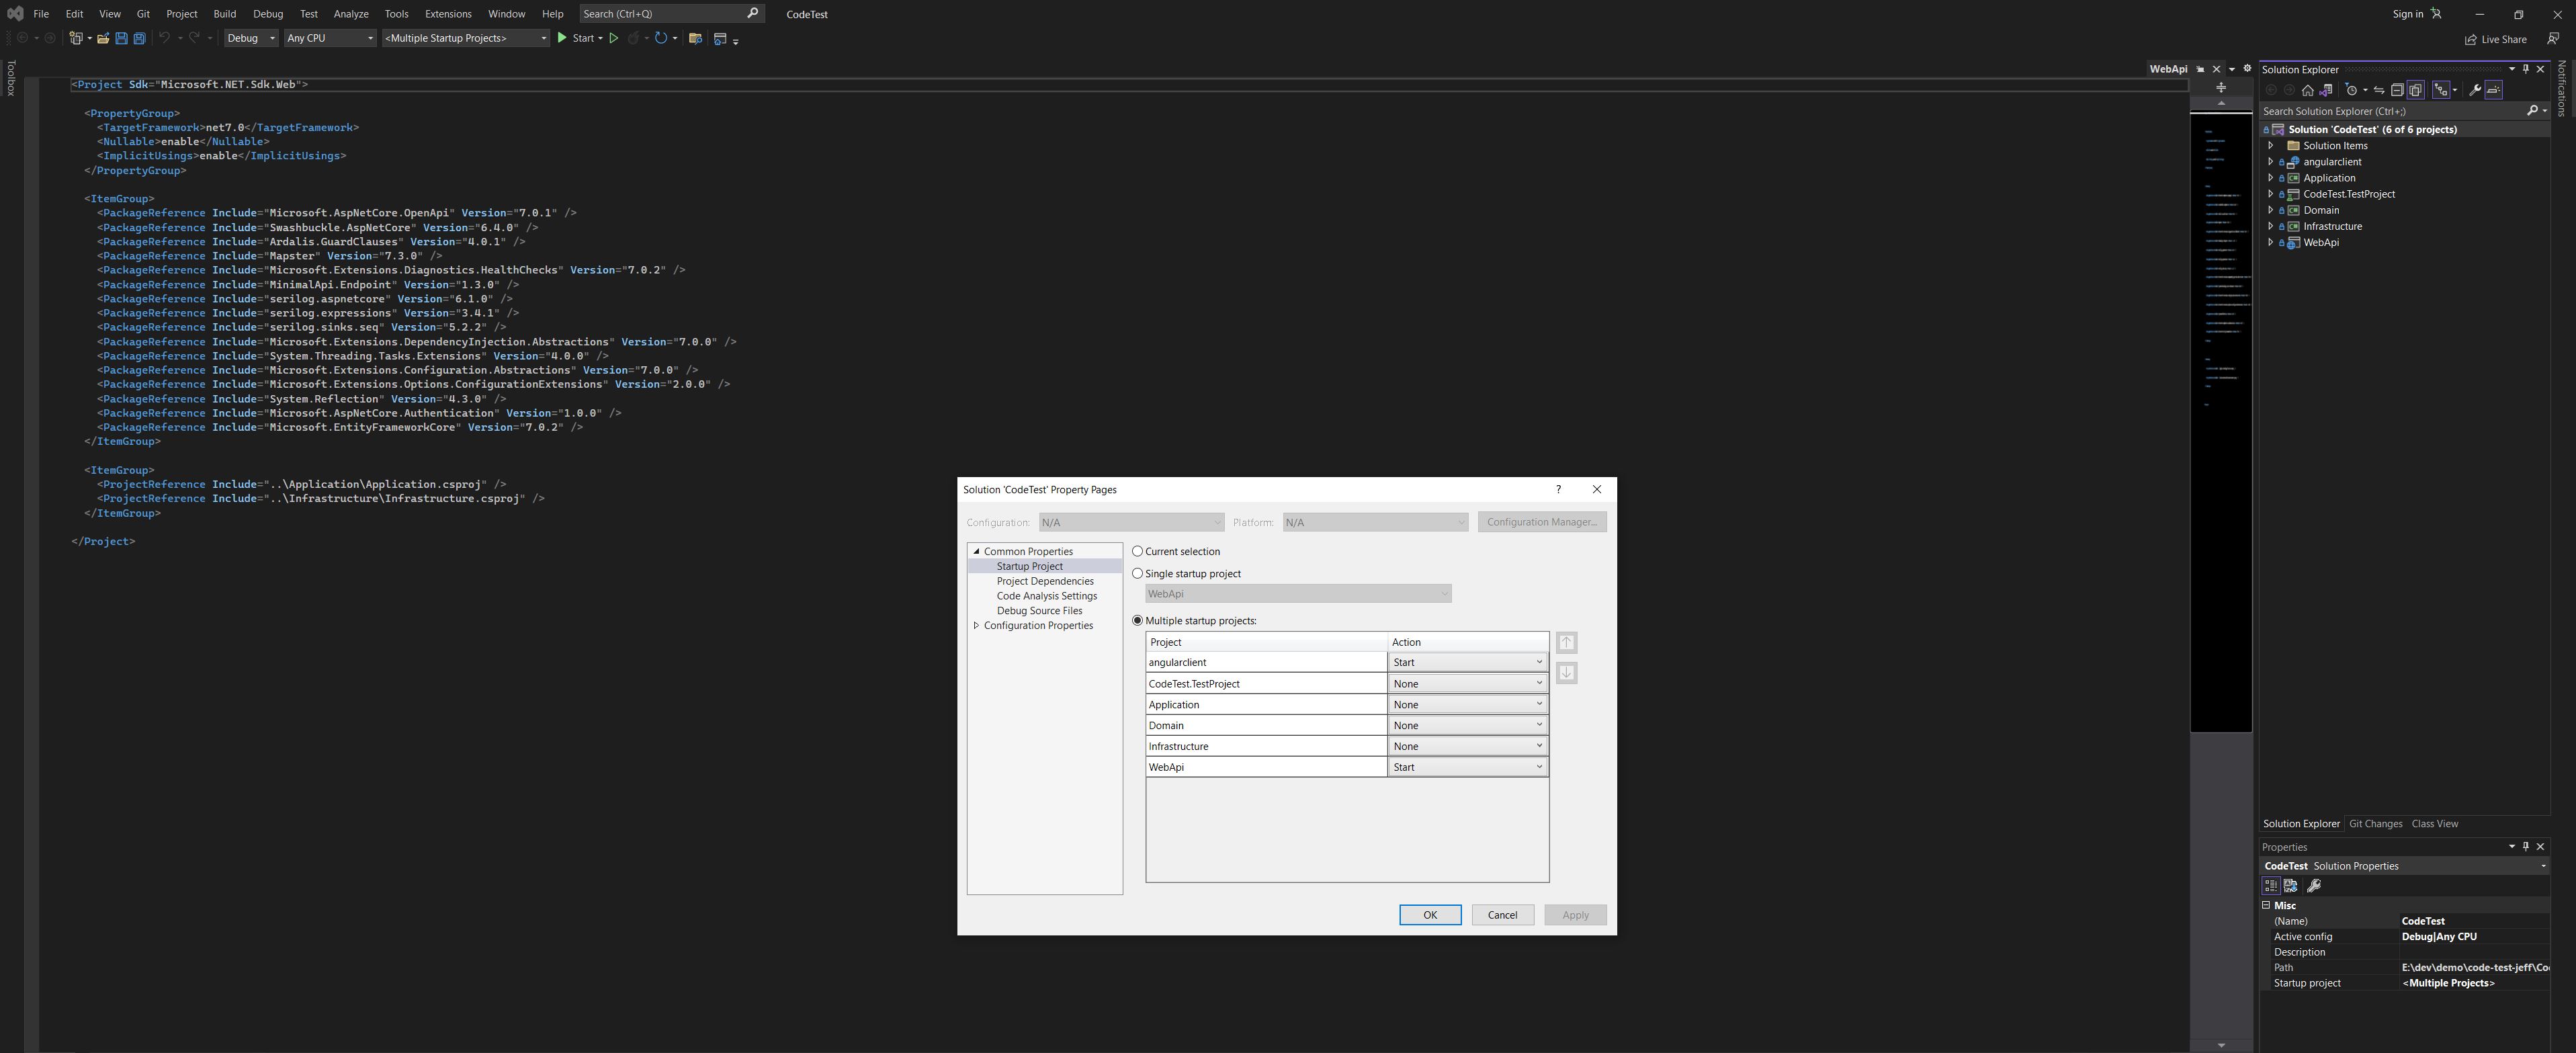 File Edit View Git Project Build Debug Test Analyze Tools Extensions Window Help Search (Ctrl+Q) CodeTest Sign in
Debug Any CPU <Multiple Startup Projects> Start Live Share
Toolbox
WebApi
<Project Sdk="Microsoft.NET.Sdk.Web">
<PropertyGroup>
<TargetFramework>net7.0</TargetFramework>
<Nullable>enable</Nullable>
<ImplicitUsings>enable</ImplicitUsings>
</PropertyGroup>
<ItemGroup>
<PackageReference Include="Microsoft.AspNetCore.OpenApi" Version="7.0.1" />
<PackageReference Include="Swashbuckle.AspNetCore" Version="6.4.0" />
<PackageReference Include="Ardalis.GuardClauses" Version="4.0.1" />
<PackageReference Include="Mapster" Version="7.3.0" />
<PackageReference Include="Microsoft.Extensions.Diagnostics.HealthChecks" Version="7.0.2" />
<PackageReference Include="MinimalApi.Endpoint" Version="1.3.0" />
<PackageReference Include="serilog.aspnetcore" Version="6.1.0" />
<PackageReference Include="serilog.expressions" Version="3.4.1" />
<PackageReference Include="serilog.sinks.seq" Version="5.2.2" />
<PackageReference Include="Microsoft.Extensions.DependencyInjection.Abstractions" Version="7.0.0" />
<PackageReference Include="System.Threading.Tasks.Extensions" Version="4.0.0" />
<PackageReference Include="Microsoft.Extensions.Configuration.Abstractions" Version="7.0.0" />
<PackageReference Include="Microsoft.Extensions.Options.ConfigurationExtensions" Version="2.0.0" />
<PackageReference Include="System.Reflection" Version="4.3.0" />
<PackageReference Include="Microsoft.AspNetCore.Authentication" Version="1.0.0" />
<PackageReference Include="Microsoft.EntityFrameworkCore" Version="7.0.2" />
</ItemGroup>
<ItemGroup>
<ProjectReference Include="..\Application\Application.csproj" />
<ProjectReference Include="..\Infrastructure\Infrastructure.csproj" />
</ItemGroup>
</Project>
Solution 'CodeTest' Property Pages ?
Configuration: N/A Platform: N/A Configuration Manager...
Common Properties
Startup Project
Project Dependencies
Code Analysis Settings
Debug Source Files
Configuration Properties
Current selection
Single startup project
WebApi
Multiple startup projects:
Project Action
angularclient Start
CodeTest.TestProject None
Application None
Domain None
Infrastructure None
WebApi Start
OK Cancel Apply
Solution Explorer
Search Solution Explorer (Ctrl+;)
Solution 'CodeTest' (6 of 6 projects)
Solution Items
angularclient
Application
CodeTest.TestProject
Domain
Infrastructure
WebApi
Solution Explorer Git Changes Class View
Properties
CodeTest Solution Properties
Misc
(Name) CodeTest
Active config Debug|Any CPU
Description
Path E:\dev\demo\code-test-jeff\Co
Startup project <Multiple Projects>
Notifications